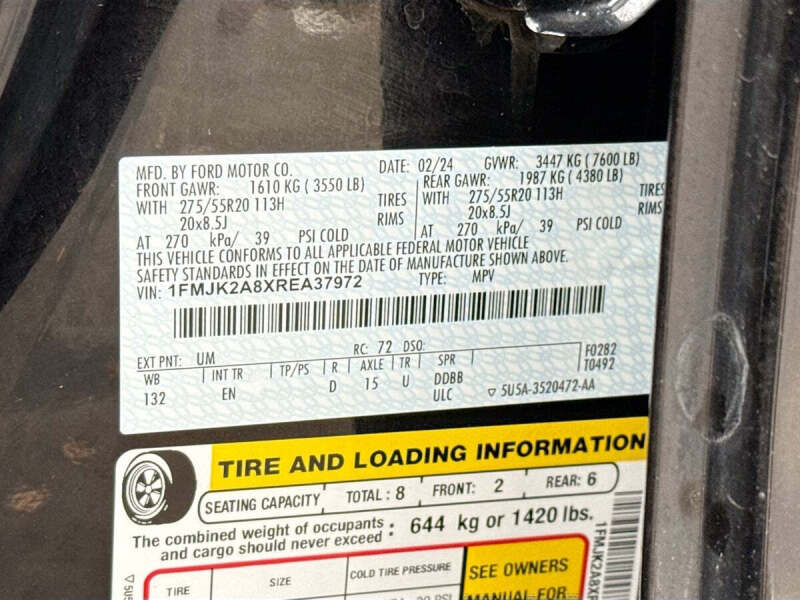 MFD. BY FORD MOTOR CO. DATE: 02/24 GVWR: 3447 KG ( 7600 LB)
FRONT GAWR: 1610 KG ( 3550 LB) REAR GAWR: 1987 KG ( 4380 LB)
WITH 275/55R20 113H TIRES WITH 275/55R20 113H TIRES
20x8.5J RIMS 20x8.5J RIMS
AT 270 kPa/ 39 PSI COLD AT 270 kPa/ 39 PSI COLD
THIS VEHICLE CONFORMS TO ALL APPLICABLE FEDERAL MOTOR VEHICLE
SAFETY STANDARDS IN EFFECT ON THE DATE OF MANUFACTURE SHOWN ABOVE.
VIN: 1FMJK2A8XREA37972 TYPE: MPV
EXT PNT: UM RC: 72 DSO: F0282
WB INT TR TP/PS R AXLE TR SPR T0492
132 EN D 15 U DDBB
ULC ▽ 5U5A-3520472-AA
TIRE AND LOADING INFORMATION
SEATING CAPACITY TOTAL : 8 FRONT: 2 REAR: 6
The combined weight of occupants
and cargo should never exceed : 644 kg or 1420 lbs.
TIRE SIZE COLD TIRE PRESSURE SEE OWNERS
MANUAL FOR
1FMJK2A8XR
▽ 5U5